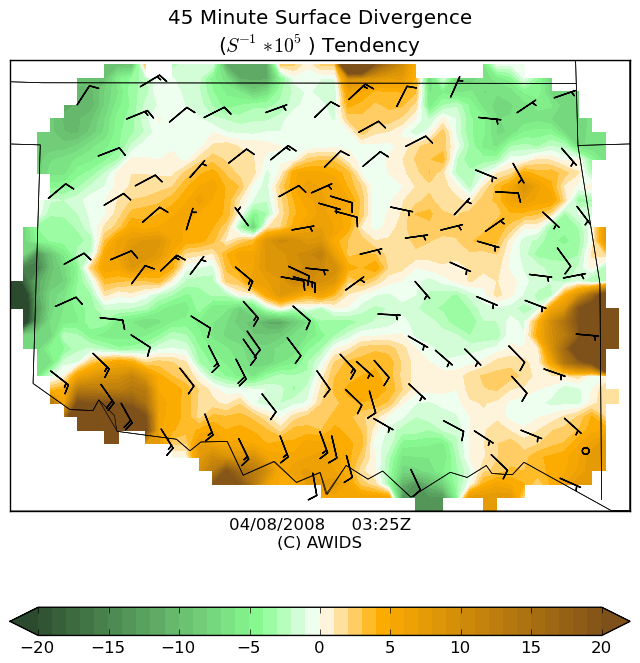 45 Minute Surface Divergence
(S⁻¹ *10⁵ ) Tendency
04/08/2008 03:25Z
(C) AWIDS
−20 −15 −10 −5 0 5 10 15 20